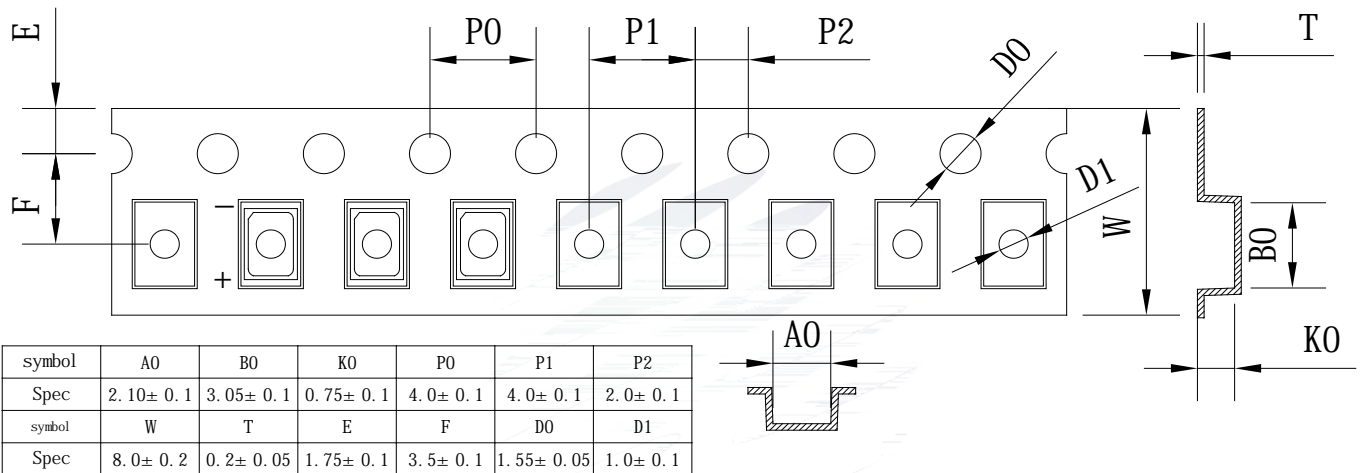 E
P0
P1
P2
D0
T
F
−
+
D1
W
B0
K0
A0
symbol A0 B0 K0 P0 P1 P2
Spec 2.10± 0.1 3.05± 0.1 0.75± 0.1 4.0± 0.1 4.0± 0.1 2.0± 0.1
symbol W T E F D0 D1
Spec 8.0± 0.2 0.2± 0.05 1.75± 0.1 3.5± 0.1 1.55± 0.05 1.0± 0.1